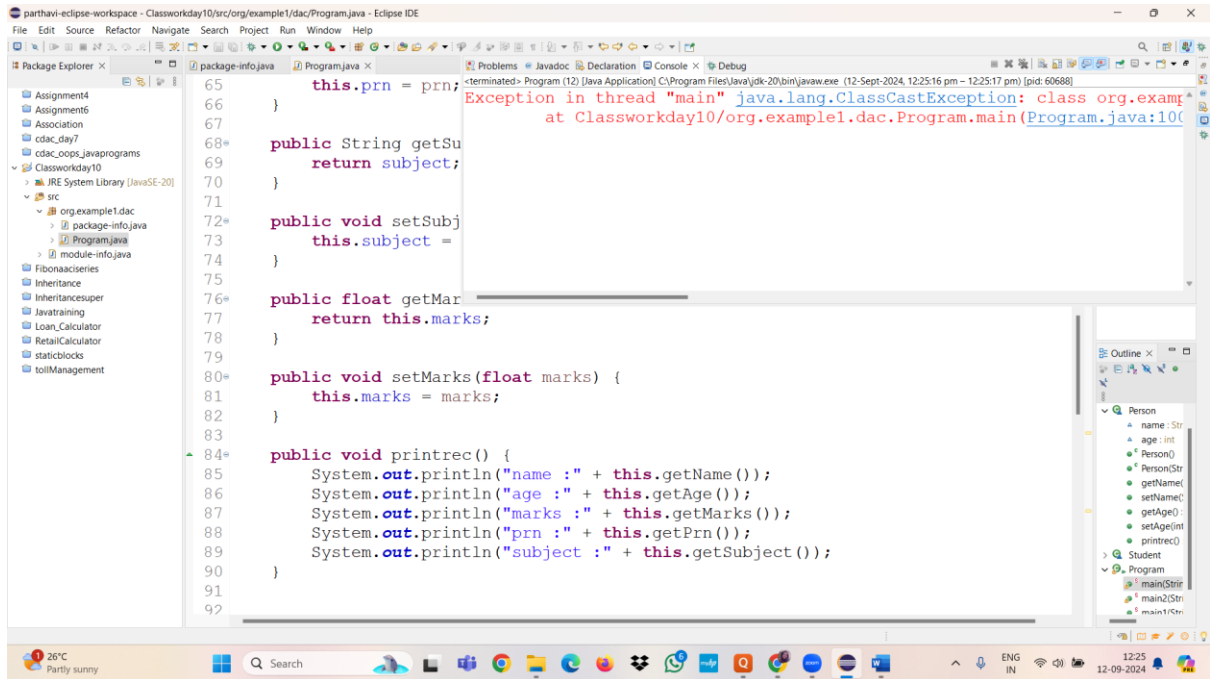 parthavi-eclipse-workspace - Classworkday10/src/org/example1/dac/Program.java - Eclipse IDE
File Edit Source Refactor Navigate Search Project Run Window Help
Package Explorer
Assignment4
Assignment6
Association
cdac_day7
cdac_oops_javaprograms
Classworkday10
JRE System Library [JavaSE-20]
src
org.example1.dac
package-info.java
Program.java
module-info.java
Fibonaaciseries
Inheritance
Inheritancesuper
Javatraining
Loan_Calculator
RetailCalculator
staticblocks
tollManagement
package-info.java
Program.java
65 this.prn = prn;
66 }
67
68 public String getSu
69 return subject;
70 }
71
72 public void setSubj
73 this.subject =
74 }
75
76 public float getMar
77 return this.marks;
78 }
79
80 public void setMarks(float marks) {
81 this.marks = marks;
82 }
83
84 public void printrec() {
85 System.out.println("name :" + this.getName());
86 System.out.println("age :" + this.getAge());
87 System.out.println("marks :" + this.getMarks());
88 System.out.println("prn :" + this.getPrn());
89 System.out.println("subject :" + this.getSubject());
90 }
91
92
Problems Javadoc Declaration Console Debug
<terminated> Program (12) [Java Application] C:\Program Files\Java\jdk-20\bin\javaw.exe (12-Sept-2024, 12:25:16 pm – 12:25:17 pm) [pid: 60688]
Exception in thread "main" java.lang.ClassCastException: class org.examp
at Classworkday10/org.example1.dac.Program.main(Program.java:100
Outline
Person
name : Str
age : int
Person()
Person(Str
getName(
setName(
getAge() :
setAge(int
printrec()
Student
Program
main(Strin
main2(Stri
main1(Stri
1
26°C
Partly sunny
Search
ENG
IN
12:25
12-09-2024